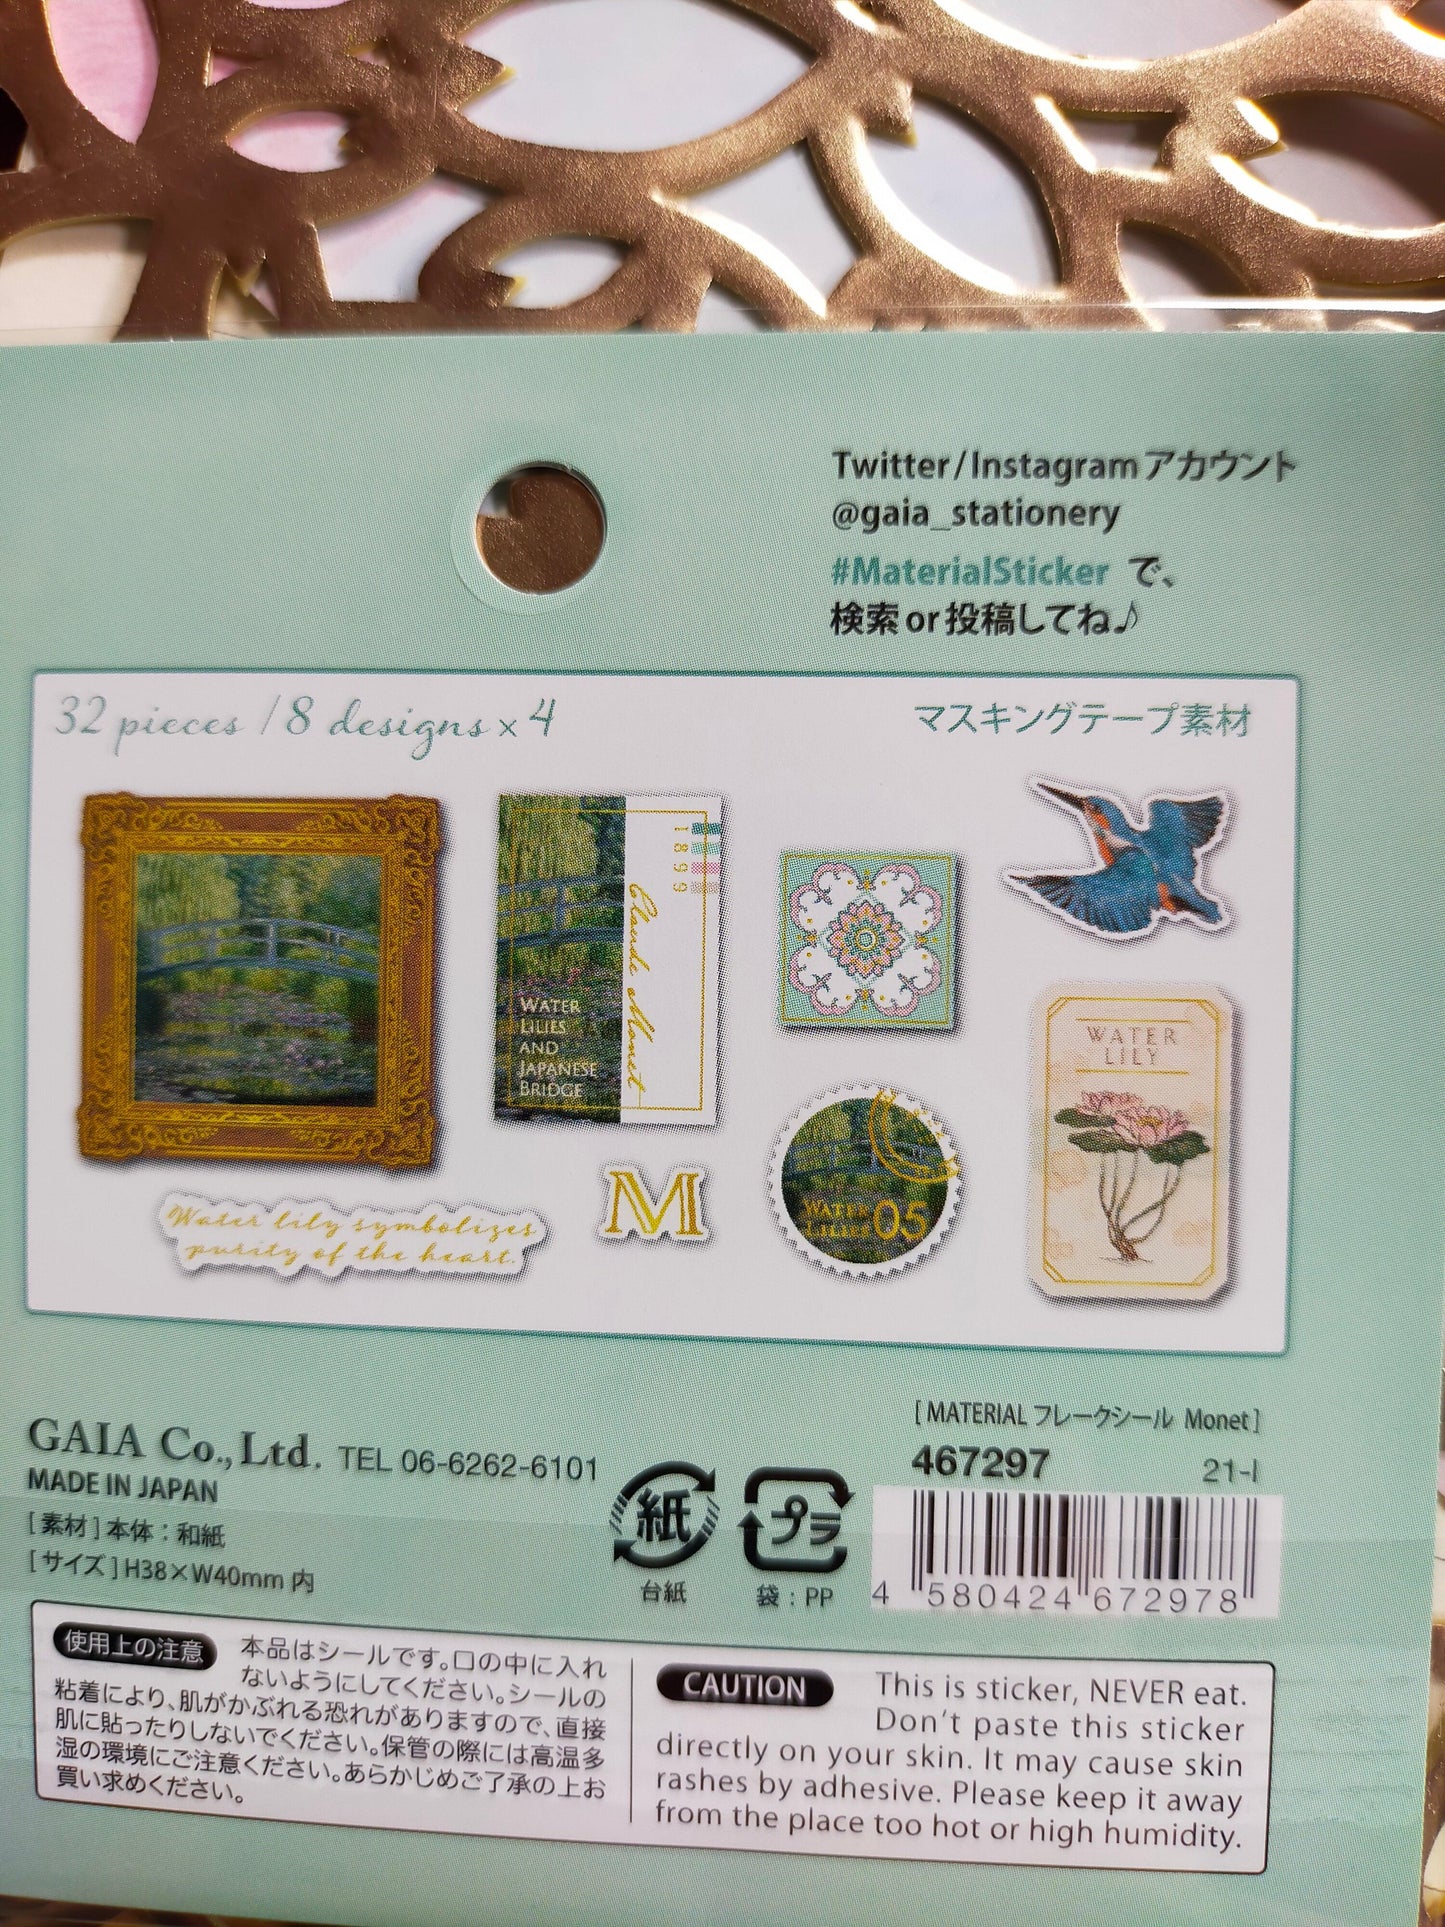 Twitter/Instagramアカウント
@gaia_stationery
#MaterialSticker で、
検索or投稿してね♪
32 pieces / 8 designs × 4
マスキングテープ素材
1899
Claude Monet
WATER
LILIES
AND
JAPANESE
BRIDGE
WATER
LILY
WATER
LILIES 05
M
Water lily symbolizes
purity of the heart.
GAIA Co., Ltd. TEL 06-6262-6101
MADE IN JAPAN
[素材]本体：和紙
[サイズ]H38×W40mm 内
紙
台紙
プラ
袋：PP
[MATERIAL フレークシール Monet]
467297 21-I
4 580424 672978
使用上の注意 本品はシールです。口の中に入れ
ないようにしてください。シールの
粘着により、肌がかぶれる恐れがありますので、直接
肌に貼ったりしないでください。保管の際には高温多
湿の環境にご注意ください。あらかじめご了承の上お
買い求めください。
CAUTION This is sticker, NEVER eat.
Don't paste this sticker
directly on your skin. It may cause skin
rashes by adhesive. Please keep it away
from the place too hot or high humidity.